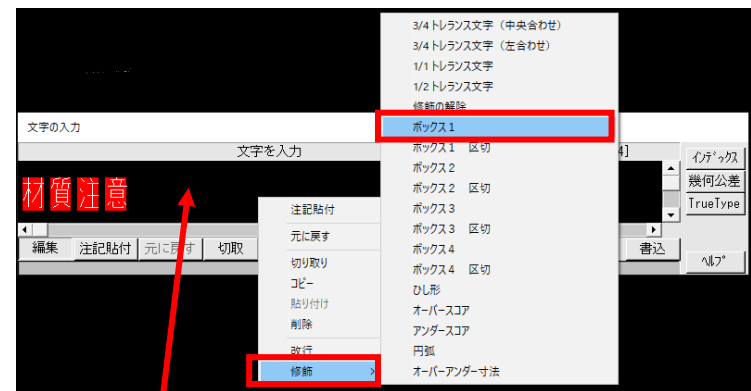 3/4トレランス文字（中央合わせ）
3/4トレランス文字（左合わせ）
1/1トレランス文字
1/2トレランス文字
修飾の解除
文字の入力
ボックス1
文字を入力
ボックス1　区切
4]
インデックス
ボックス2
幾何公差
材質注意
ボックス2　区切
TrueType
注記貼付
ボックス3
元に戻す
ボックス3　区切
編集
注記貼付
元に戻す
切取
ボックス4
書込
切り取り
ボックス4　区切
ヘルプ
コピー
ひし形
貼り付け
オーバースコア
削除
アンダースコア
改行
円弧
修飾 >
オーバーアンダー寸法